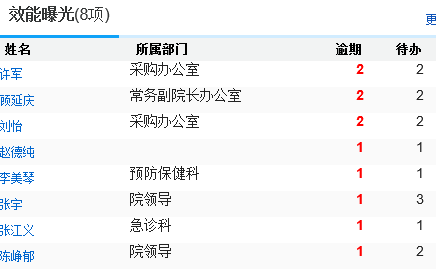 效能曝光(8项)
姓名 所属部门 逾期 待办
许军 采购办公室 2 2
顾延庆 常务副院长办公室 2 2
刘怡 采购办公室 2 2
赵德纯 1 1
李美琴 预防保健科 1 1
张宇 院领导 1 3
张江义 急诊科 1 1
陈峥郁 院领导 1 2